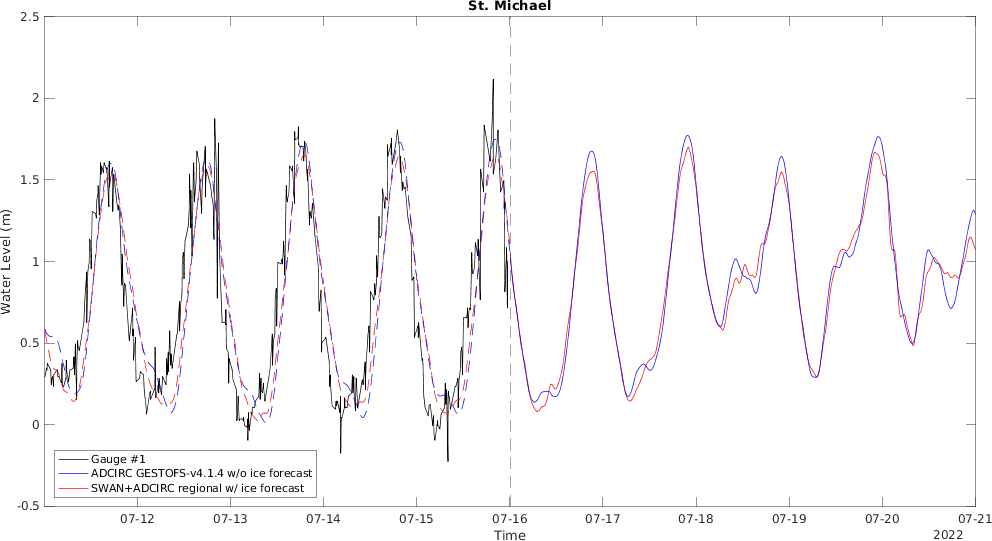 St. Michael
2.5
2
1.5
1
0.5
0
-0.5
Water Level (m)
Gauge #1
ADCIRC GESTOFS-v4.1.4 w/o ice forecast
SWAN+ADCIRC regional w/ ice forecast
07-12 07-13 07-14 07-15 07-16 07-17 07-18 07-19 07-20 07-21
Time
2022